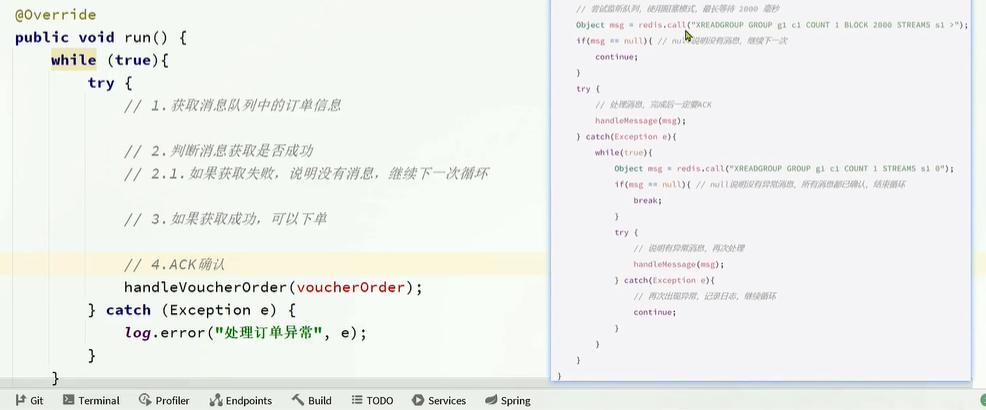 @Override
public void run() {
while (true){
try {
// 1.获取消息队列中的订单信息
// 2.判断消息获取是否成功
// 2.1.如果获取失败，说明没有消息，继续下一次循环
// 3.如果获取成功，可以下单
// 4.ACK确认
handleVoucherOrder(voucherOrder);
} catch (Exception e) {
log.error("处理订单异常", e);
}
}
// 尝试监听队列，使用阻塞模式，最长等待 2000 毫秒
Object msg = redis.call("XREADGROUP GROUP g1 c1 COUNT 1 BLOCK 2000 STREAMS s1 >");
if(msg == null){ // null说明没有消息，继续下一次
continue;
}
try {
// 处理消息，完成后一定要ACK
handleMessage(msg);
} catch(Exception e){
while(true){
Object msg = redis.call("XREADGROUP GROUP g1 c1 COUNT 1 STREAMS s1 0");
if(msg == null){ // null说明没有异常消息，所有消息都已确认，结束循环
break;
}
try {
// 说明有异常消息，再次处理
handleMessage(msg);
} catch(Exception e){
// 再次出现异常，记录日志，继续循环
continue;
}
}
}
}
Git Terminal Profiler Endpoints Build TODO Services Spring